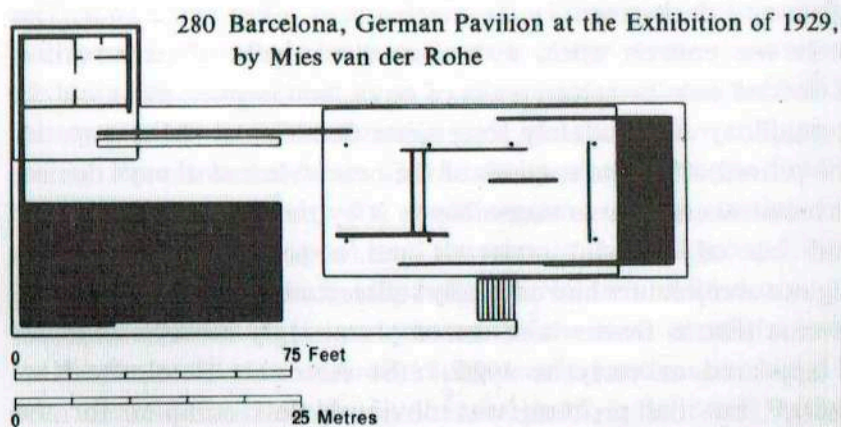 280 Barcelona, German Pavilion at the Exhibition of 1929,
by Mies van der Rohe
0 75 Feet
0 25 Metres